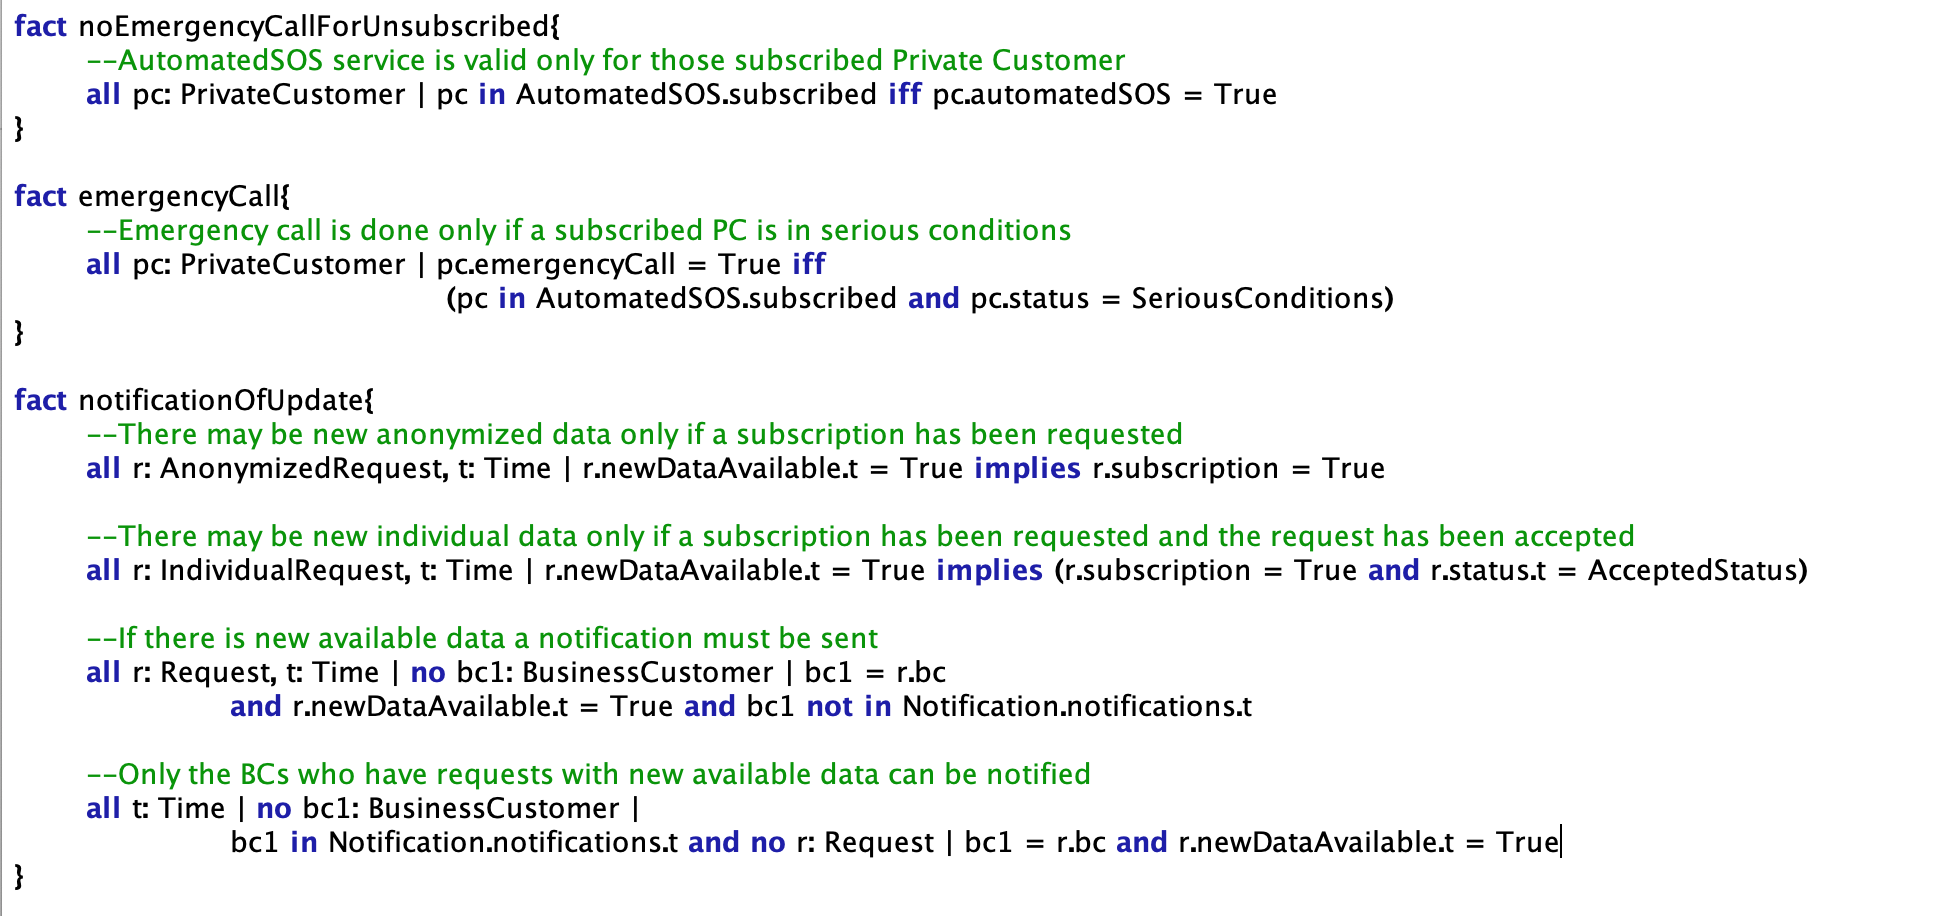 fact noEmergencyCallForUnsubscribed{
--AutomatedSOS service is valid only for those subscribed Private Customer
all pc: PrivateCustomer | pc in AutomatedSOS.subscribed iff pc.automatedSOS = True
}
fact emergencyCall{
--Emergency call is done only if a subscribed PC is in serious conditions
all pc: PrivateCustomer | pc.emergencyCall = True iff
(pc in AutomatedSOS.subscribed and pc.status = SeriousConditions)
}
fact notificationOfUpdate{
--There may be new anonymized data only if a subscription has been requested
all r: AnonymizedRequest, t: Time | r.newDataAvailable.t = True implies r.subscription = True
--There may be new individual data only if a subscription has been requested and the request has been accepted
all r: IndividualRequest, t: Time | r.newDataAvailable.t = True implies (r.subscription = True and r.status.t = AcceptedStatus)
--If there is new available data a notification must be sent
all r: Request, t: Time | no bc1: BusinessCustomer | bc1 = r.bc
and r.newDataAvailable.t = True and bc1 not in Notification.notifications.t
--Only the BCs who have requests with new available data can be notified
all t: Time | no bc1: BusinessCustomer |
bc1 in Notification.notifications.t and no r: Request | bc1 = r.bc and r.newDataAvailable.t = True
}